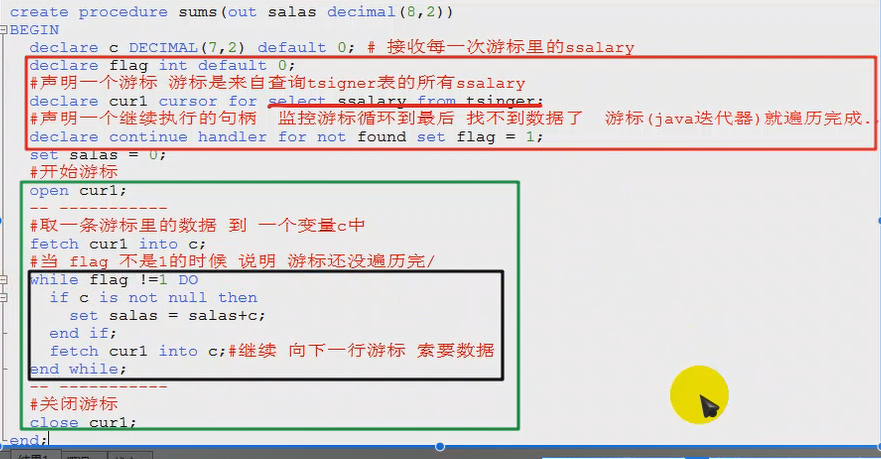 create procedure sums(out salas decimal(8,2))
BEGIN
declare c DECIMAL(7,2) default 0; # 接收每一次游标里的ssalary
declare flag int default 0;
#声明一个游标 游标是来自查询tsigner表的所有ssalary
declare cur1 cursor for select ssalary from tsinger;
#声明一个继续执行的句柄 监控游标循环到最后 找不到数据了 游标(java迭代器)就遍历完成..
declare continue handler for not found set flag = 1;
set salas = 0;
#开始游标
open cur1;
-- -----------
#取一条游标里的数据 到 一个变量c中
fetch cur1 into c;
#当 flag 不是1的时候 说明 游标还没遍历完/
while flag !=1 DO
if c is not null then
set salas = salas+c;
end if;
fetch cur1 into c;#继续 向下一行游标 索要数据
end while;
-- -----------
#关闭游标
close cur1;
end;